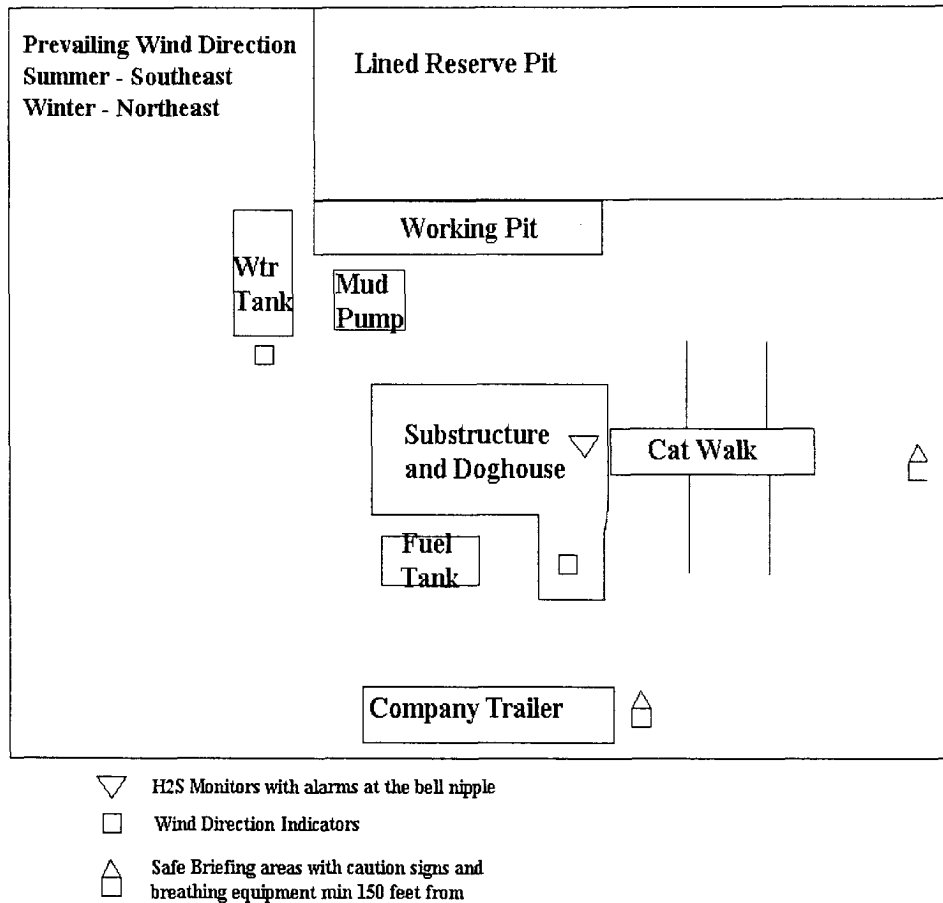 Prevailing Wind Direction
Summer - Southeast
Winter - Northeast
Lined Reserve Pit
Working Pit
Wtr
Tank
Mud
Pump
Substructure
and Doghouse
Cat Walk
Fuel
Tank
Company Trailer
H2S Monitors with alarms at the bell nipple
Wind Direction Indicators
Safe Briefing areas with caution signs and
breathing equipment min 150 feet from